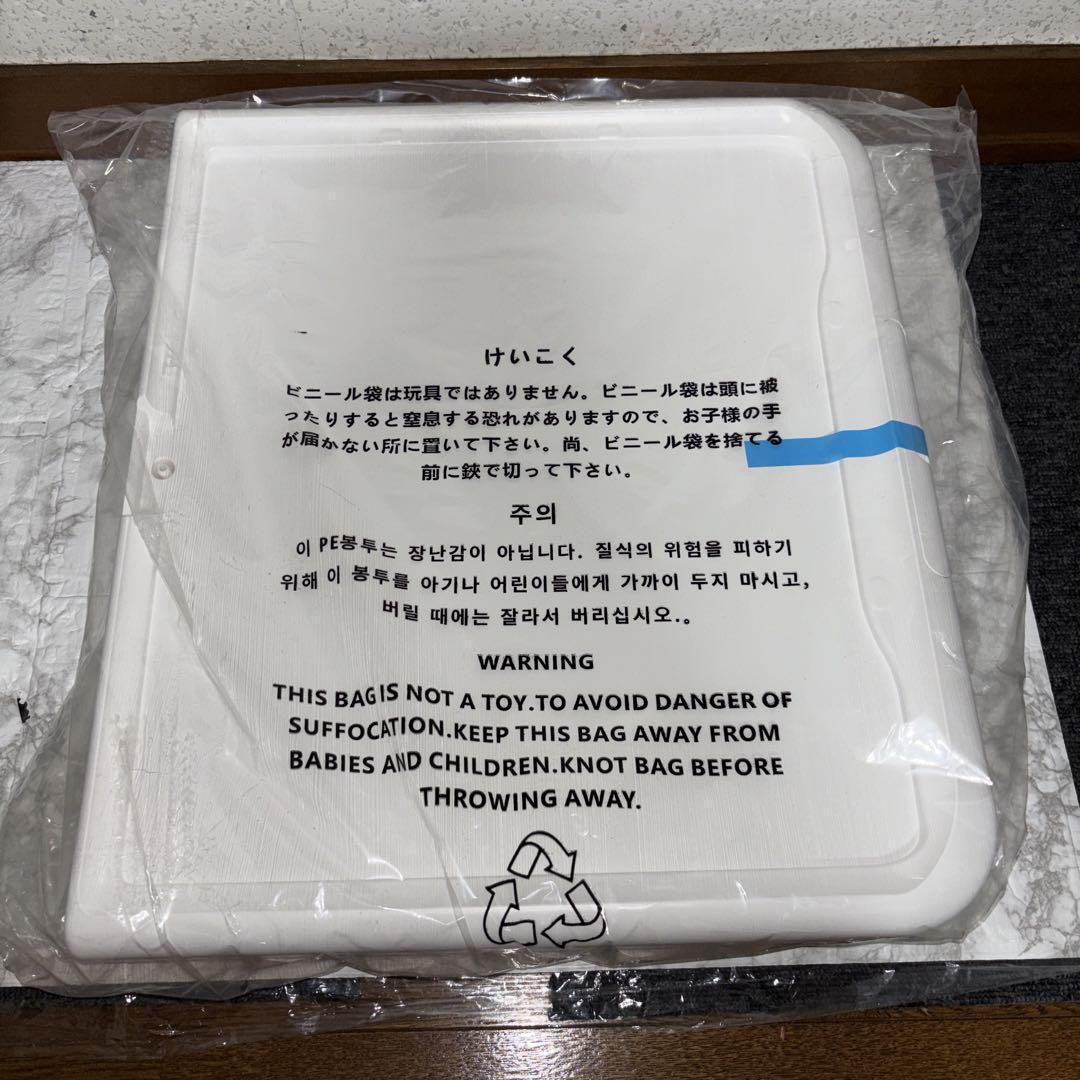 けいこく
ビニール袋は玩具ではありません。ビニール袋は頭に被
ったりすると窒息する恐れがありますので、お子様の手
が届かない所に置いて下さい。尚、ビニール袋を捨てる
前に鋏で切って下さい。
주의
이 PE봉투는 장난감이 아닙니다. 질식의 위험을 피하기
위해 이 봉투를 아기나 어린이들에게 가까이 두지 마시고,
버릴 때에는 잘라서 버리십시오.。
WARNING
THIS BAG IS NOT A TOY.TO AVOID DANGER OF
SUFFOCATION.KEEP THIS BAG AWAY FROM
BABIES AND CHILDREN.KNOT BAG BEFORE
THROWING AWAY.